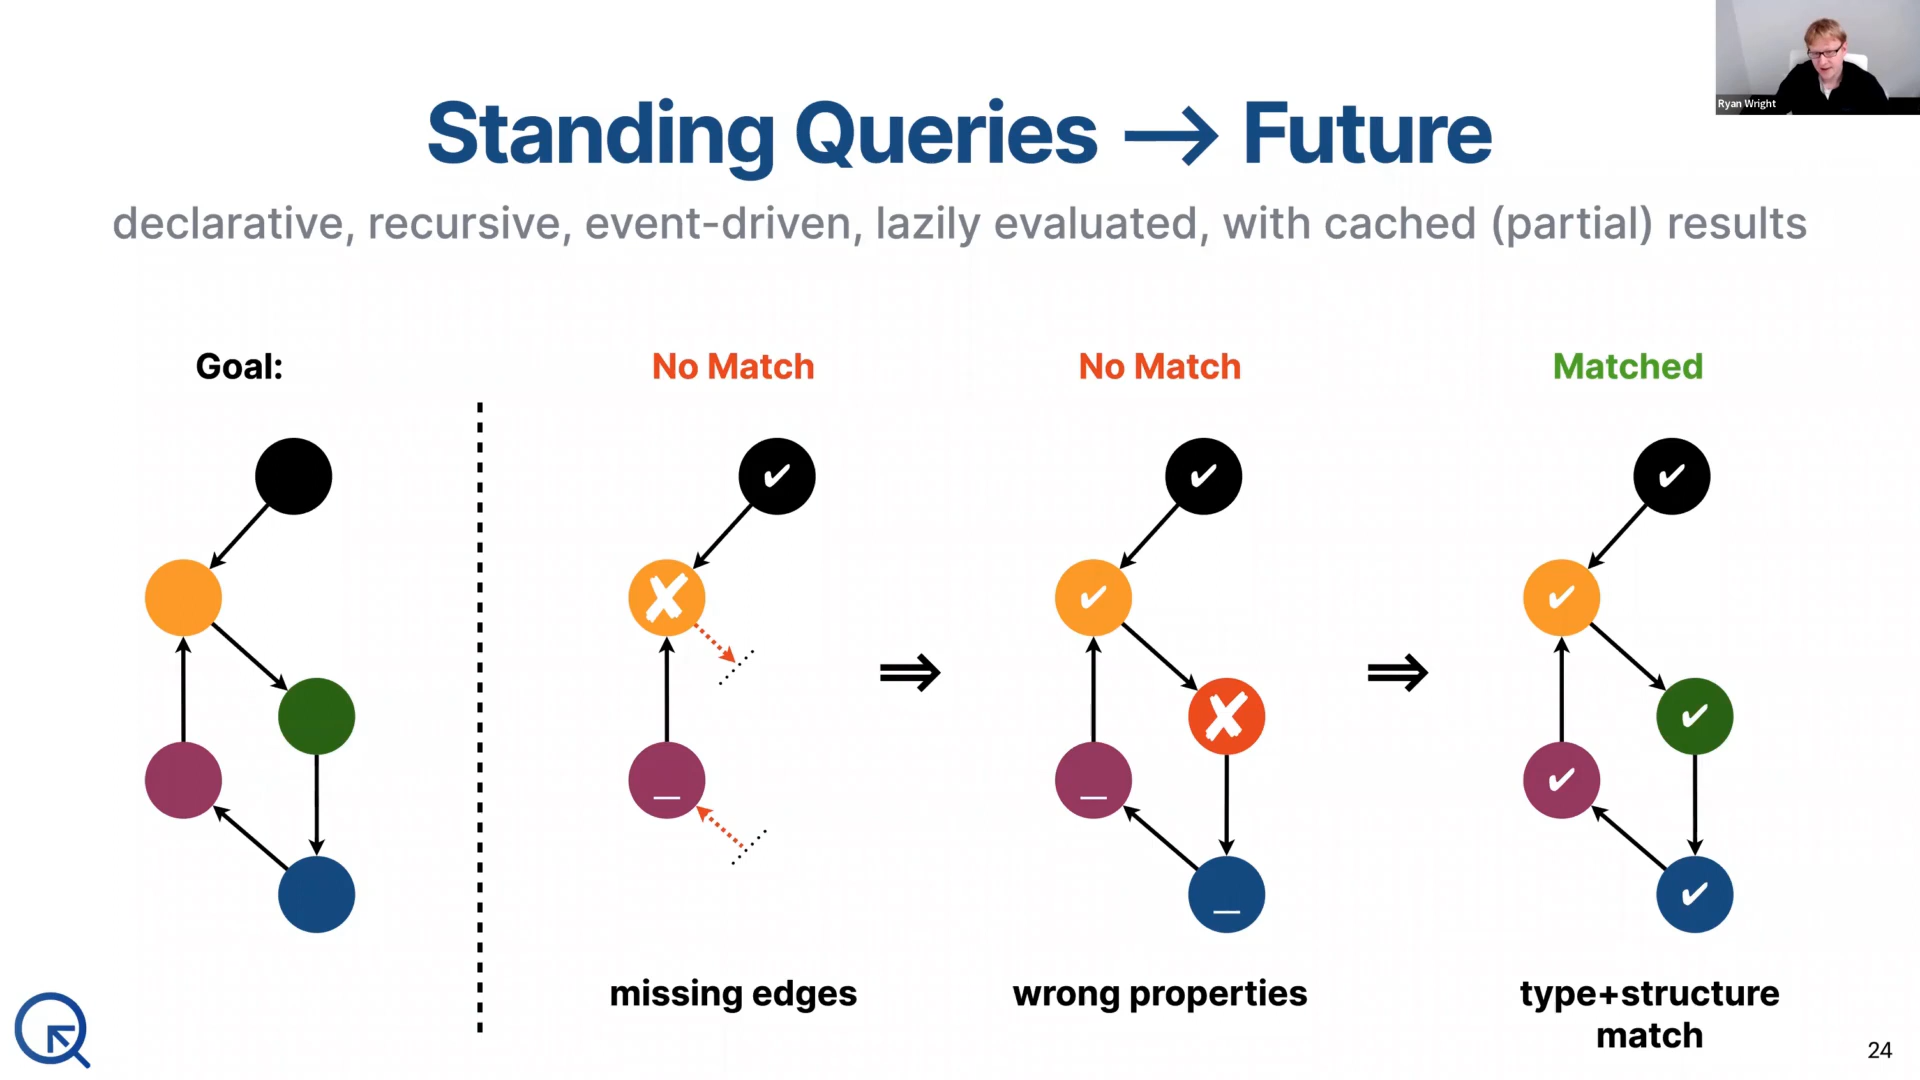 Ryan Wright
Standing Queries → Future
declarative, recursive, event-driven, lazily evaluated, with cached (partial) results
Goal:
No Match
No Match
Matched
missing edges
wrong properties
type+structure
match
24